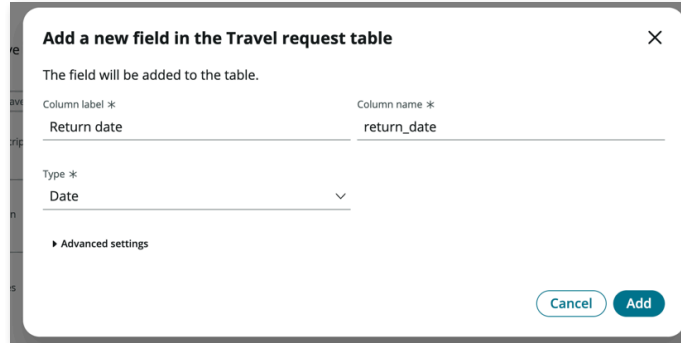 Add a new field in the Travel request table
The field will be added to the table.
Column label *
Column name *
Return date
return_date
Type *
Date
Advanced settings
Cancel
Add